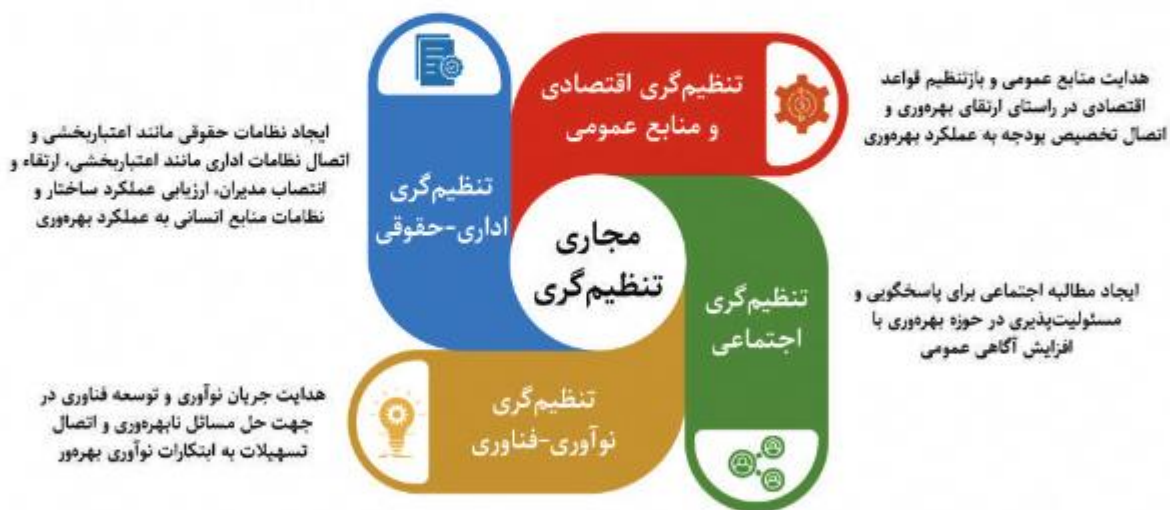 تنظیم‌گری اقتصادی
و منابع عمومی
هدایت منابع عمومی و بازتنظیم قواعد
اقتصادی در راستای ارتقای بهره‌وری و
اتصال تخصیص بودجه به عملکرد بهره‌وری
ایجاد نظامات حقوقی مانند اعتباربخشی و
اتصال نظامات اداری مانند اعتباربخشی، ارتقاء و
انتصاب مدیران، ارزیابی عملکرد ساختار و
نظامات منابع انسانی به عملکرد بهره‌وری
تنظیم‌گری
اداری-حقوقی
مجاری
تنظیم‌گری
تنظیم‌گری
اجتماعی
ایجاد مطالبه اجتماعی برای پاسخگویی و
مسئولیت‌پذیری در حوزه بهره‌وری با
افزایش آگاهی عمومی
تنظیم‌گری
نوآوری-فناوری
هدایت جریان نوآوری و توسعه فناوری در
جهت حل مسائل نابهره‌وری و اتصال
تسهیلات به ابتکارات نوآوری بهره‌ور